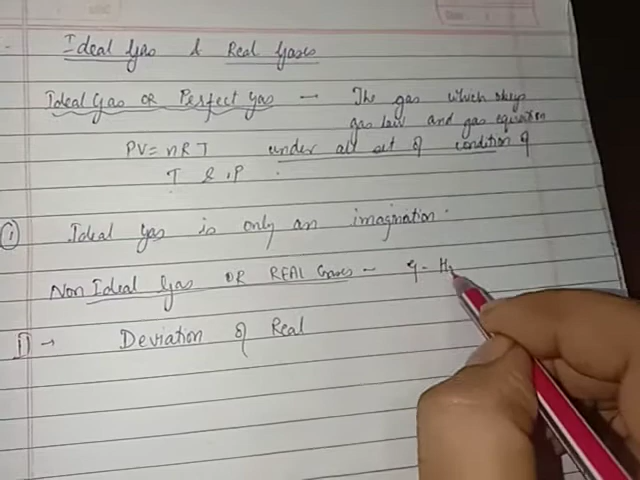 Ideal Gas & Real Gases
Ideal Gas OR Perfect Gas — The gas which obeys
gas law and gas equation
PV = nRT under all set of condition of
T & P.
① Ideal gas is only an imagination.
Non Ideal Gas OR REAL Gases — eg - H₂
1) → Deviation of Real